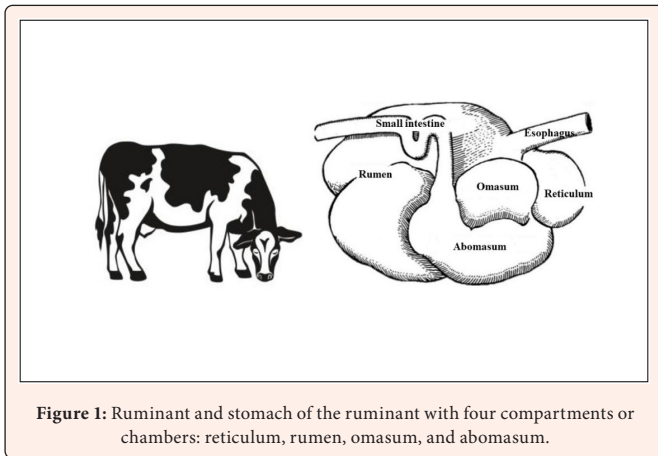 Small intestine
Esophagus
Rumen
Omasum
Reticulum
Abomasum
Figure 1: Ruminant and stomach of the ruminant with four compartments or
chambers: reticulum, rumen, omasum, and abomasum.